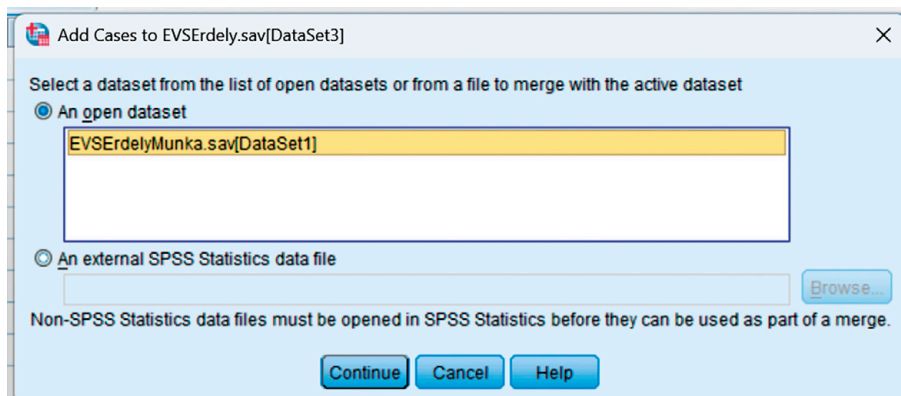 Add Cases to EVSErdely.sav[DataSet3]
Select a dataset from the list of open datasets or from a file to merge with the active dataset
An open dataset
EVSErdelyMunka.sav[DataSet1]
An external SPSS Statistics data file
Browse...
Non-SPSS Statistics data files must be opened in SPSS Statistics before they can be used as part of a merge.
Continue Cancel Help